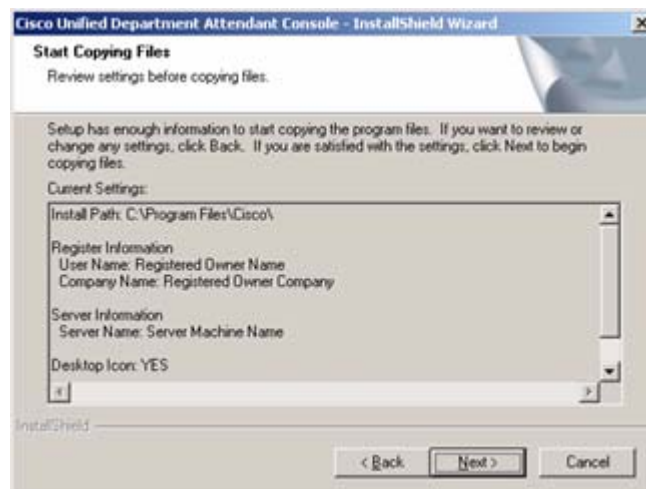 Cisco Unified Department Attendant Console - InstallShield Wizard
Start Copying Files
Review settings before copying files.
Setup has enough information to start copying the program files. If you want to review or
change any settings, click Back. If you are satisfied with the settings, click Next to begin
copying files.
Current Settings:
Install Path: C:\Program Files\Cisco\
Register Information
User Name: Registered Owner Name
Company Name: Registered Owner Company
Server Information
Server Name: Server Machine Name
Desktop Icon: YES
InstallShield
< Back
Next >
Cancel